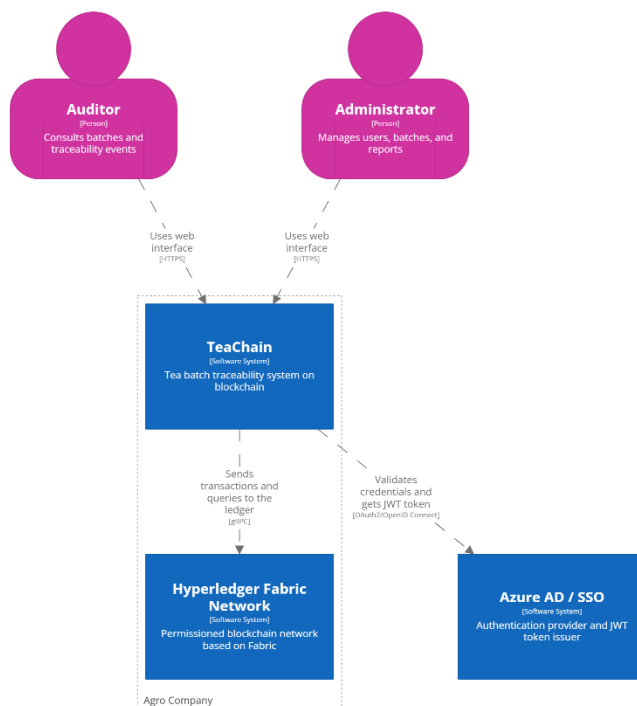 Auditor
[Person]
Consults batches and
traceability events
Administrator
[Person]
Manages users, batches, and
reports
Uses web
interface
[HTTPS]
Uses web
interface
[HTTPS]
TeaChain
[Software System]
Tea batch traceability system on
blockchain
Sends
transactions and
queries to the
ledger
[gRPC]
Validates
credentials and
gets JWT token
[OAuth2/OpenID Connect]
Hyperledger Fabric
Network
[Software System]
Permissioned blockchain network
based on Fabric
Azure AD / SSO
[Software System]
Authentication provider and JWT
token issuer
Agro Company